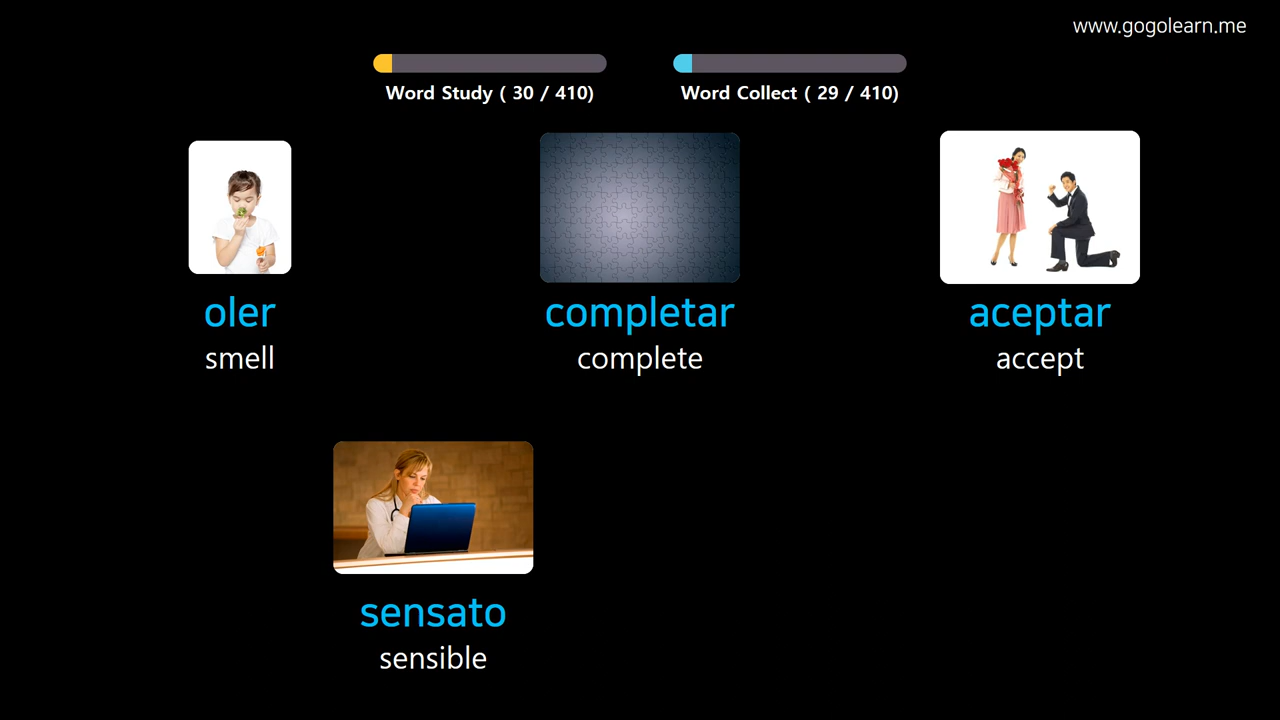 www.gogolearn.me
Word Study ( 30 / 410)
Word Collect ( 29 / 410)
oler
smell
completar
complete
aceptar
accept
sensato
sensible